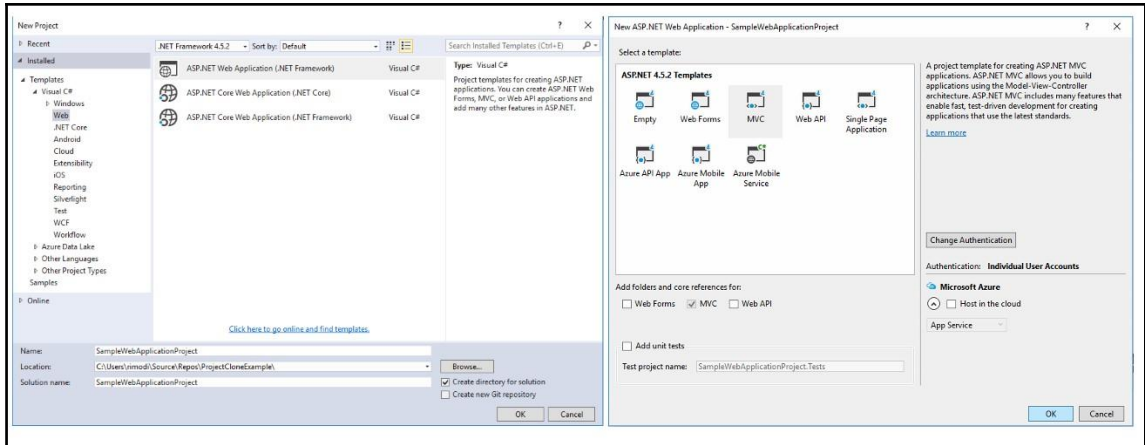 New Project
? ×
Recent
.NET Framework 4.5.2 Sort by: Default
Search Installed Templates (Ctrl+E)
Installed
Templates
Visual C#
Windows
Web
.NET Core
Android
Cloud
Extensibility
iOS
Reporting
Silverlight
Test
WCF
Workflow
Azure Data Lake
Other Languages
Other Project Types
Samples
Online
ASP.NET Web Application (.NET Framework) Visual C#
ASP.NET Core Web Application (.NET Core) Visual C#
ASP.NET Core Web Application (.NET Framework) Visual C#
Click here to go online and find templates.
Type: Visual C#
Project templates for creating ASP.NET
applications. You can create ASP.NET Web
Forms, MVC, or Web API applications and
add many other features in ASP.NET.
Name: SampleWebApplicationProject
Location: C:\Users\rimodi\Source\Repos\ProjectCloneExample\ Browse...
Solution name: SampleWebApplicationProject
Create directory for solution
Create new Git repository
OK Cancel
New ASP.NET Web Application - SampleWebApplicationProject
? ×
Select a template:
ASP.NET 4.5.2 Templates
Empty Web Forms MVC Web API Single Page
Application
Azure API App Azure Mobile Azure Mobile
App Service
A project template for creating ASP.NET MVC
applications. ASP.NET MVC allows you to build
applications using the Model-View-Controller
architecture. ASP.NET MVC includes many features that
enable fast, test-driven development for creating
applications that use the latest standards.
Learn more
Change Authentication
Authentication: Individual User Accounts
Microsoft Azure
Host in the cloud
App Service
Add folders and core references for:
Web Forms MVC Web API
Add unit tests
Test project name: SampleWebApplicationProject.Tests
OK Cancel